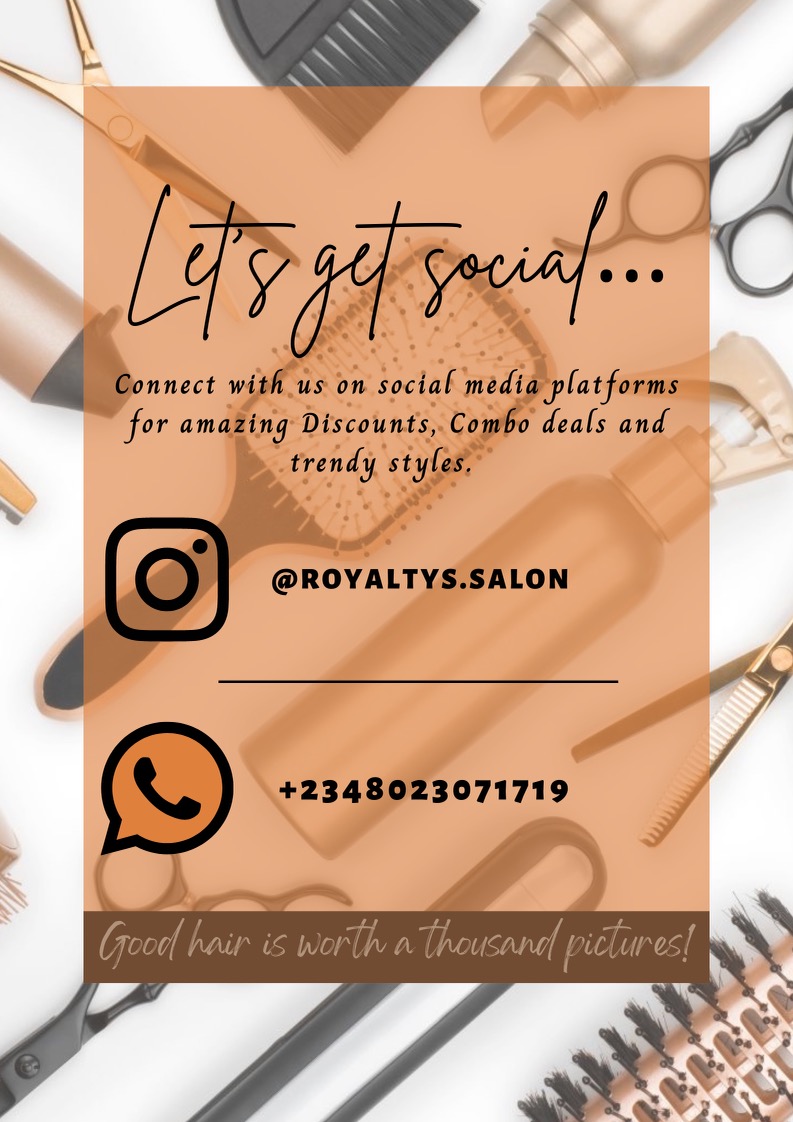 Let's get social...
Connect with us on social media platforms
for amazing Discounts, Combo deals and
trendy styles.
@ROYALTYS.SALON
+2348023071719
Good hair is worth a thousand pictures!